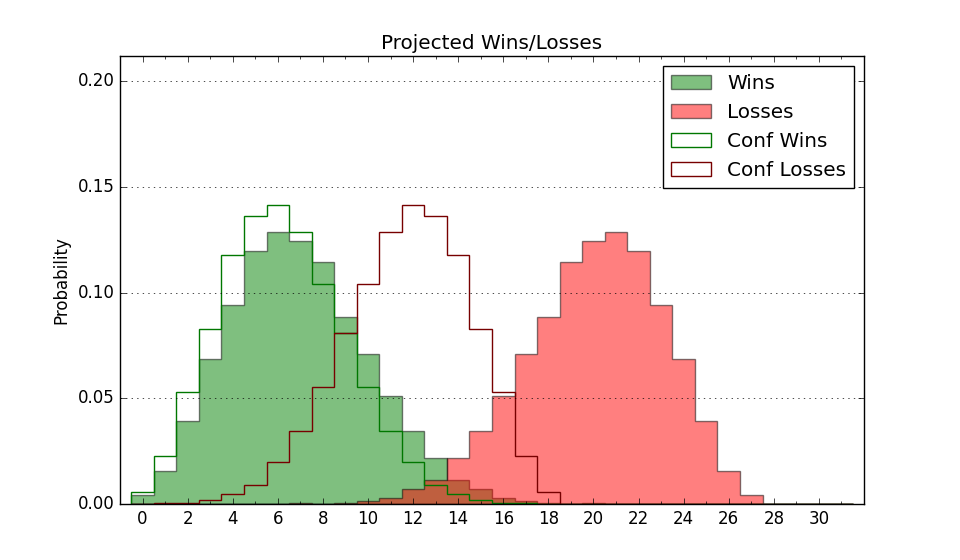 Projected Wins/Losses
Wins
Losses
Conf Wins
Conf Losses
Probability
0.20
0.15
0.10
0.05
0.00
0 2 4 6 8 10 12 14 16 18 20 22 24 26 28 30